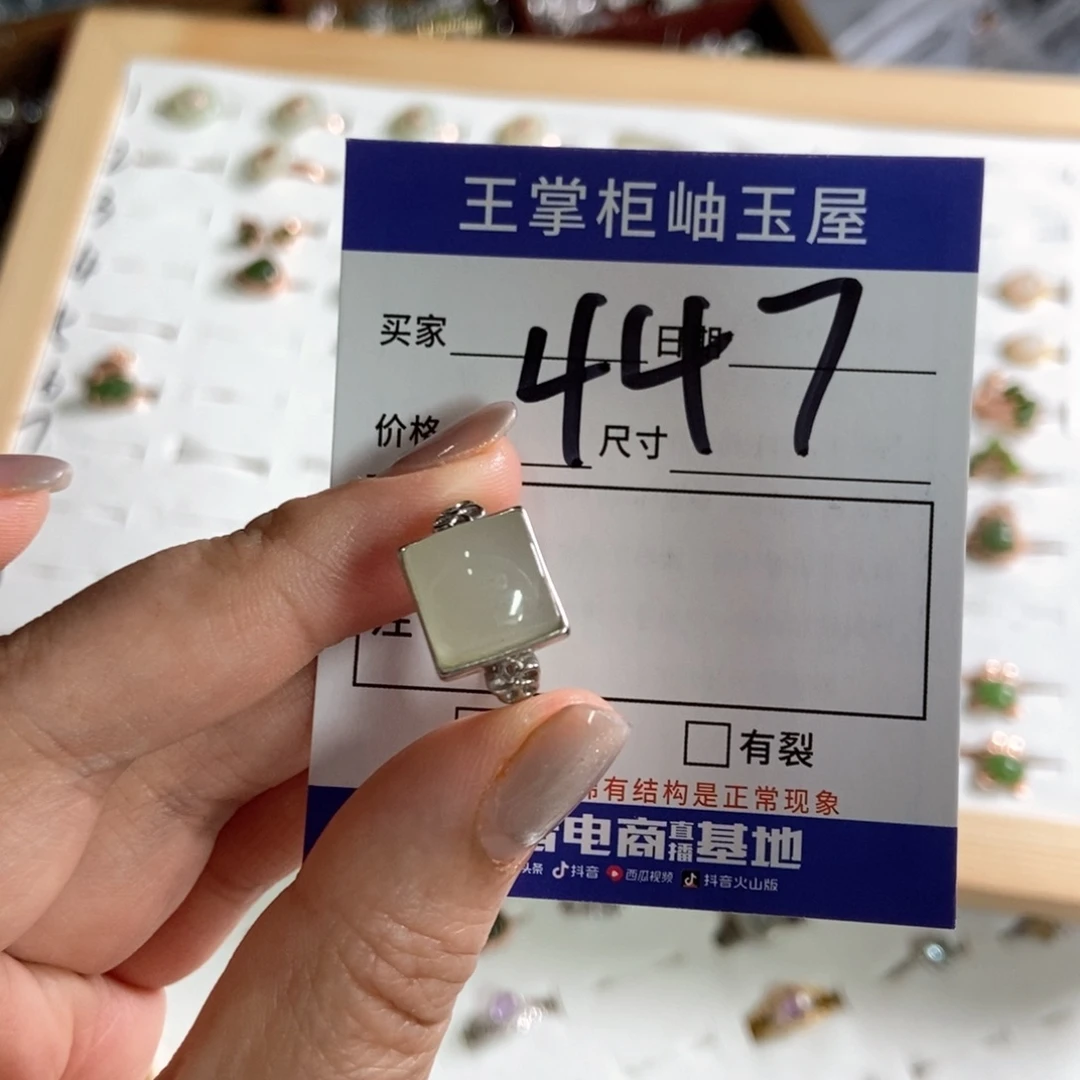 王掌柜岫玉屋
买家 447 日期
价格 尺寸
注
有裂
带有结构是正常现象
电商直播基地
头条 抖音 西瓜视频 抖音火山版